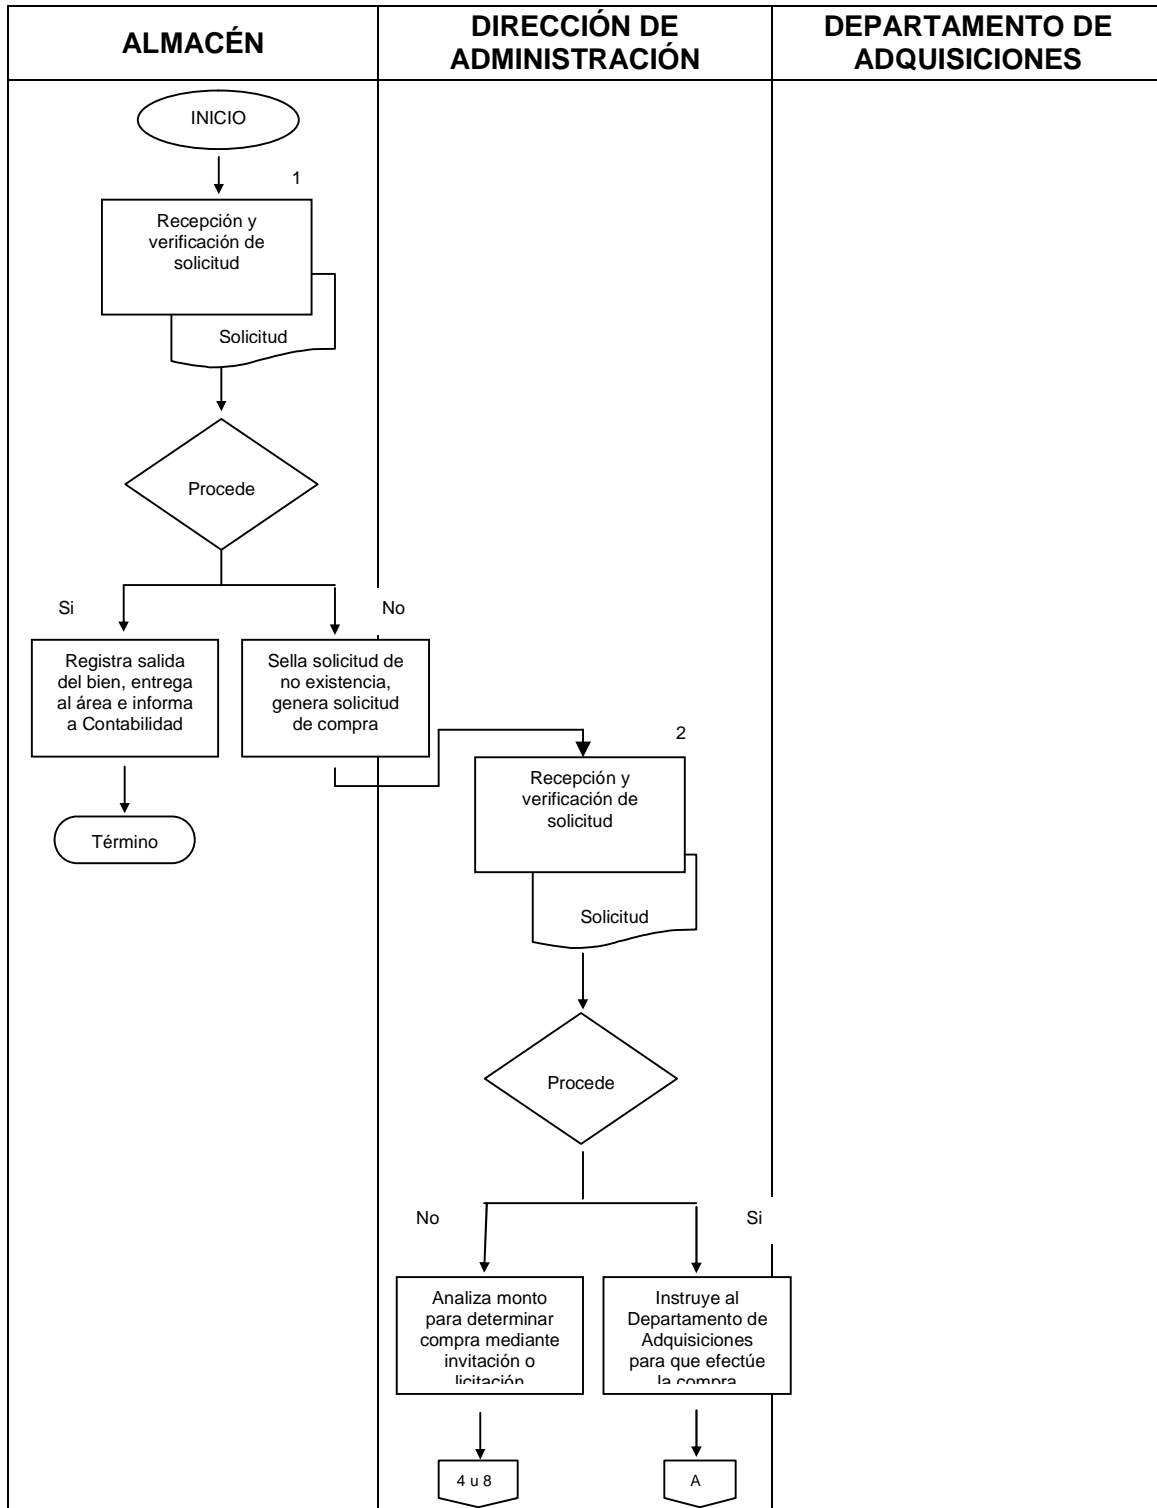 ALMACÉN
DIRECCIÓN DE
ADMINISTRACIÓN
DEPARTAMENTO DE
ADQUISICIONES
INICIO
1
Recepción y
verificación de
solicitud
Solicitud
Procede
Si
No
Registra salida
del bien, entrega
al área e informa
a Contabilidad
Sella solicitud de
no existencia,
genera solicitud
de compra
Término
2
Recepción y
verificación de
solicitud
Solicitud
Procede
No
Si
Analiza monto
para determinar
compra mediante
invitación o
licitación
Instruye al
Departamento de
Adquisiciones
para que efectúe
la compra
4 u 8
A